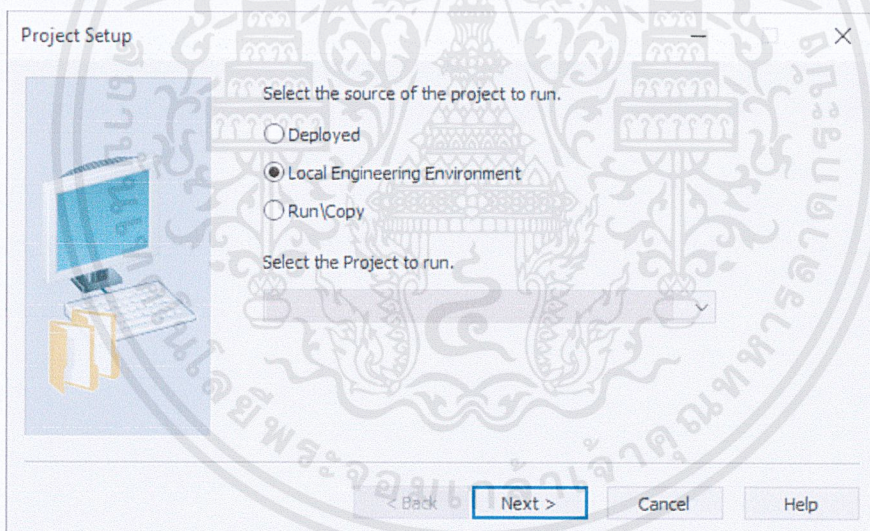 Project Setup
Select the source of the project to run.
Deployed
Local Engineering Environment
Run\Copy
Select the Project to run.
< Back
Next >
Cancel
Help